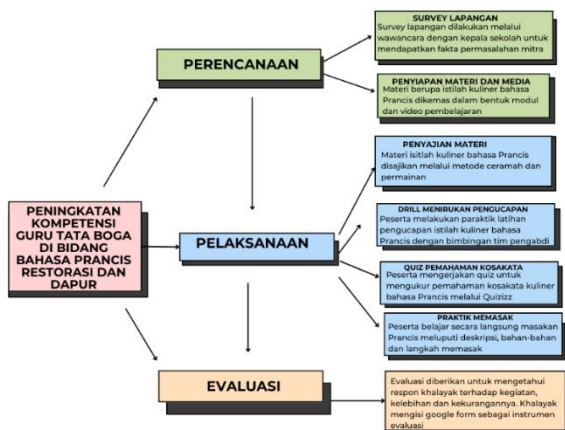 PENINGKATAN
KOMPETENSI
GURU TATA BOGA
DI BIDANG
BAHASA PRANCIS
RESTORASI DAN
DAPUR
PERENCANAAN
SURVEY LAPANGAN
Survey lapangan dilakukan melalui
wawancara dengan kepala sekolah untuk
mendapatkan fakta permasalahan mitra
PENYIAPAN MATERI DAN MEDIA
Materi berupa istilah kuliner bahasa
Prancis dikemas dalam bentuk modul
dan video pembelajaran
PELAKSANAAN
PENYAJIAN MATERI
Materi isitlah kuliner bahasa Prancis
disajikan melalui metode ceramah dan
permainan
DRILL MENIRUKAN PENGUCAPAN
Peserta melakukan paraktik latihan
pengucapan istilah kuliner bahasa
Prancis dengan bimbingan tim pengabdi
QUIZ PEMAHAMAN KOSAKATA
Peserta mengerjakan quiz untuk
mengukur pemahaman kosakata kuliner
bahasa Prancis melalui Quizizz
PRAKTIK MEMASAK
Peserta belajar secara langsung masakan
Prancis meluputi deskripsi, bahan-bahan
dan langkah memasak
EVALUASI
Evaluasi diberikan untuk mengetahui
respon khalayak terhadap kegiatan,
kelebihan dan kekurangannya. Khalayak
mengisi google form sebagai instrumen
evaluasi